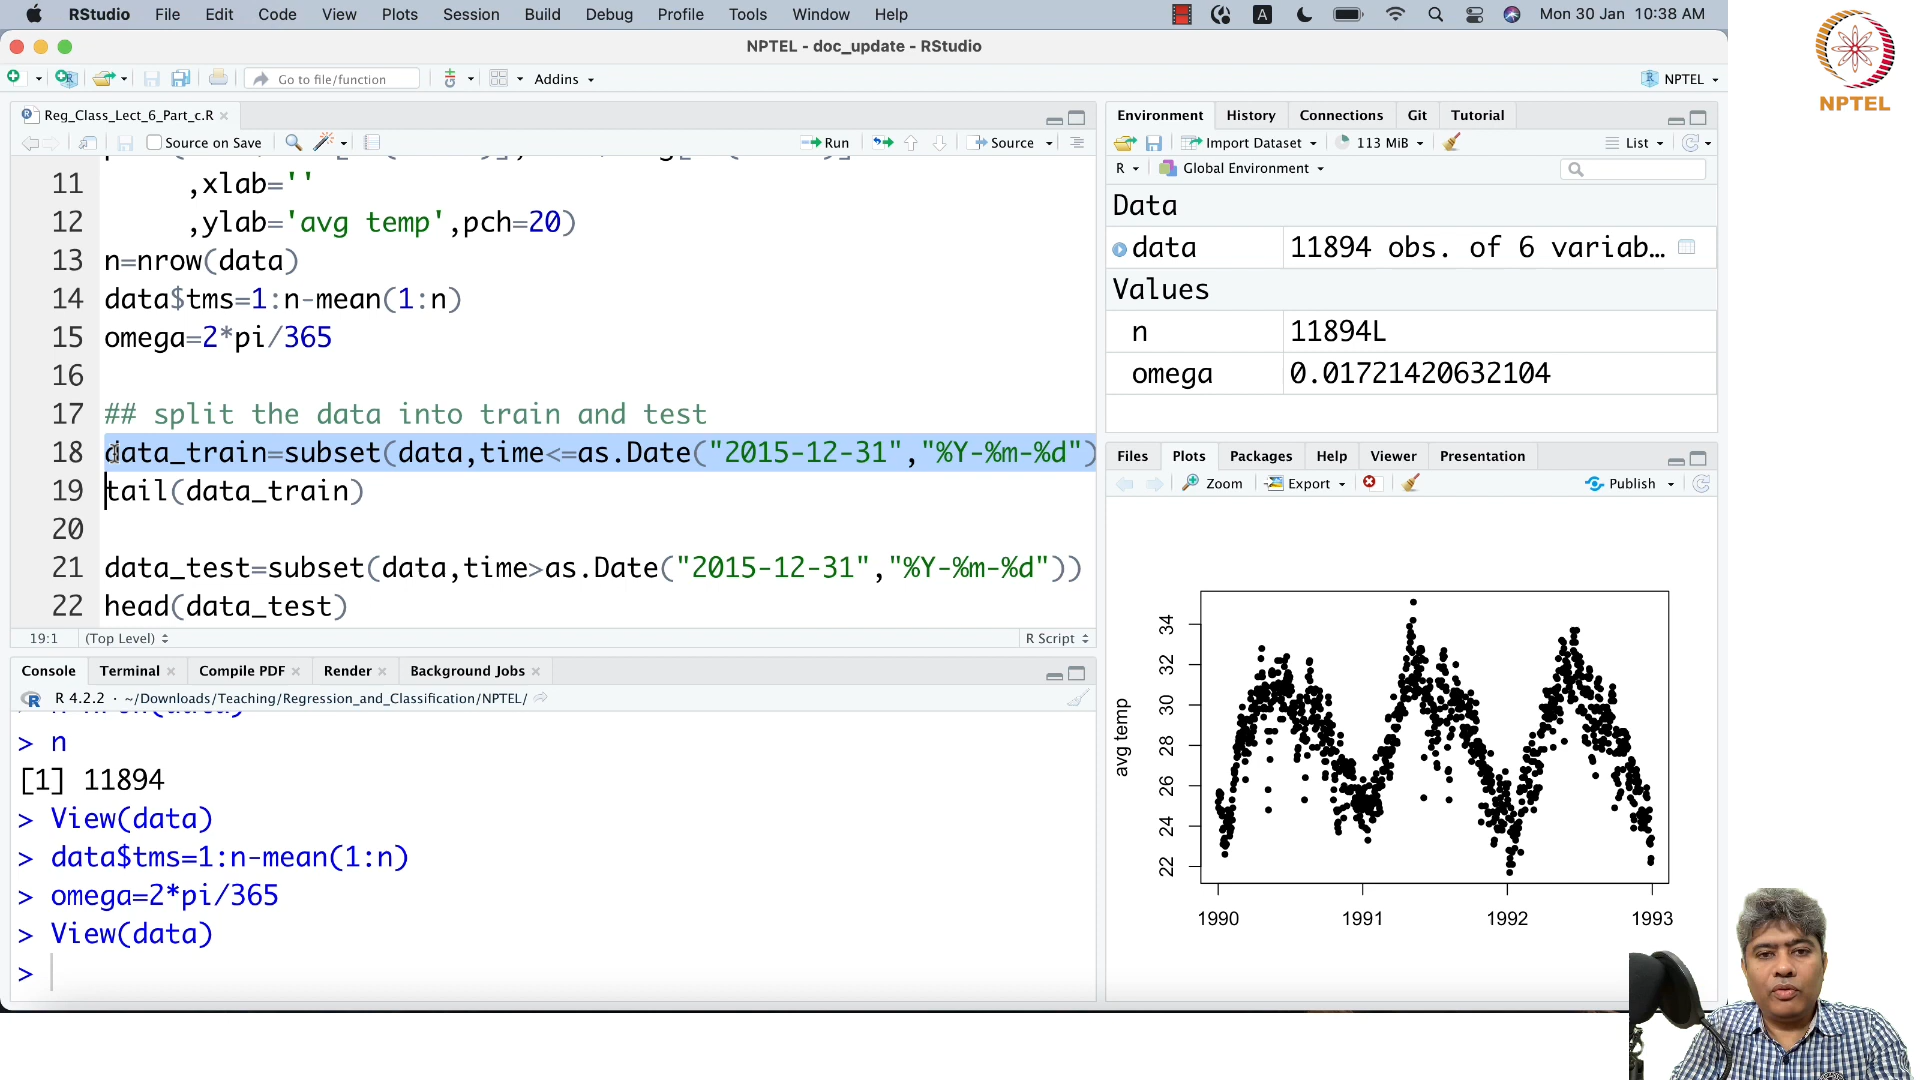 RStudio File Edit Code View Plots Session Build Debug Profile Tools Window Help A Mon 30 Jan 10:38 AM
NPTEL - doc_update - RStudio
Go to file/function Addins NPTEL
Reg_Class_Lect_6_Part_c.R
Source on Save Run Source
11 ,xlab=''
12 ,ylab='avg temp',pch=20)
13 n=nrow(data)
14 data$tms=1:n-mean(1:n)
15 omega=2*pi/365
16
17 ## split the data into train and test
18 data_train=subset(data,time<=as.Date("2015-12-31","%Y-%m-%d")
19 tail(data_train)
20
21 data_test=subset(data,time>as.Date("2015-12-31","%Y-%m-%d"))
22 head(data_test)
19:1 (Top Level) R Script
Console Terminal Compile PDF Render Background Jobs
R 4.2.2 · ~/Downloads/Teaching/Regression_and_Classification/NPTEL/
> n
[1] 11894
> View(data)
> data$tms=1:n-mean(1:n)
> omega=2*pi/365
> View(data)
>
Environment History Connections Git Tutorial
Import Dataset 113 MiB List
R Global Environment
Data
data 11894 obs. of 6 variab…
Values
n 11894L
omega 0.01721420632104
Files Plots Packages Help Viewer Presentation
Zoom Export Publish
avg temp
34
32
30
28
26
24
22
1990 1991 1992 1993
NPTEL